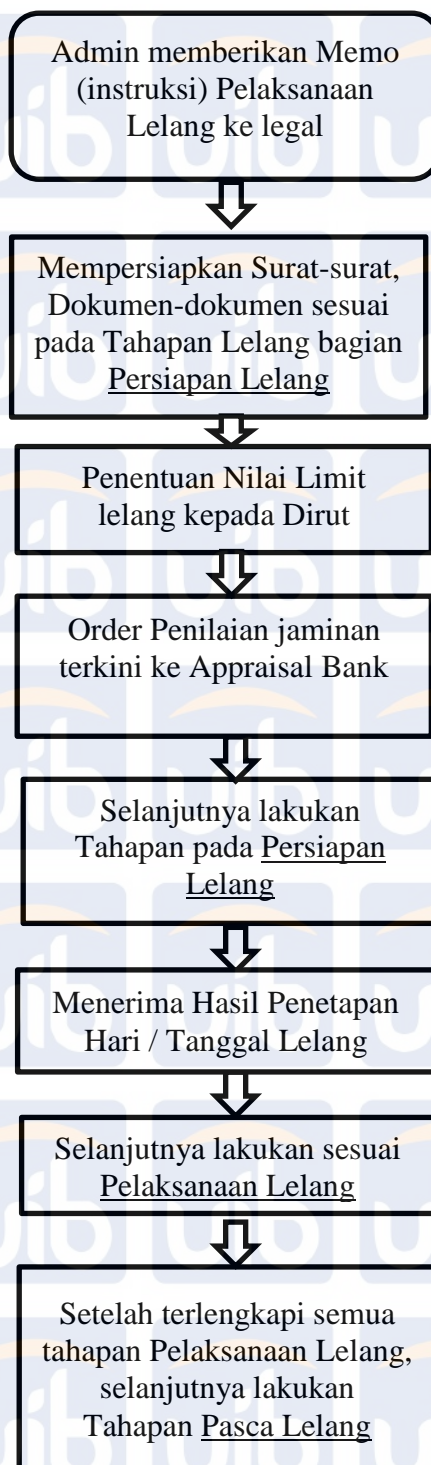 Admin memberikan Memo
(instruksi) Pelaksanaan
Lelang ke legal
Mempersiapkan Surat-surat,
Dokumen-dokumen sesuai
pada Tahapan Lelang bagian
Persiapan Lelang
Penentuan Nilai Limit
lelang kepada Dirut
Order Penilaian jaminan
terkini ke Appraisal Bank
Selanjutnya lakukan
Tahapan pada Persiapan
Lelang
Menerima Hasil Penetapan
Hari / Tanggal Lelang
Selanjutnya lakukan sesuai
Pelaksanaan Lelang
Setelah terlengkapi semua
tahapan Pelaksanaan Lelang,
selanjutnya lakukan
Tahapan Pasca Lelang